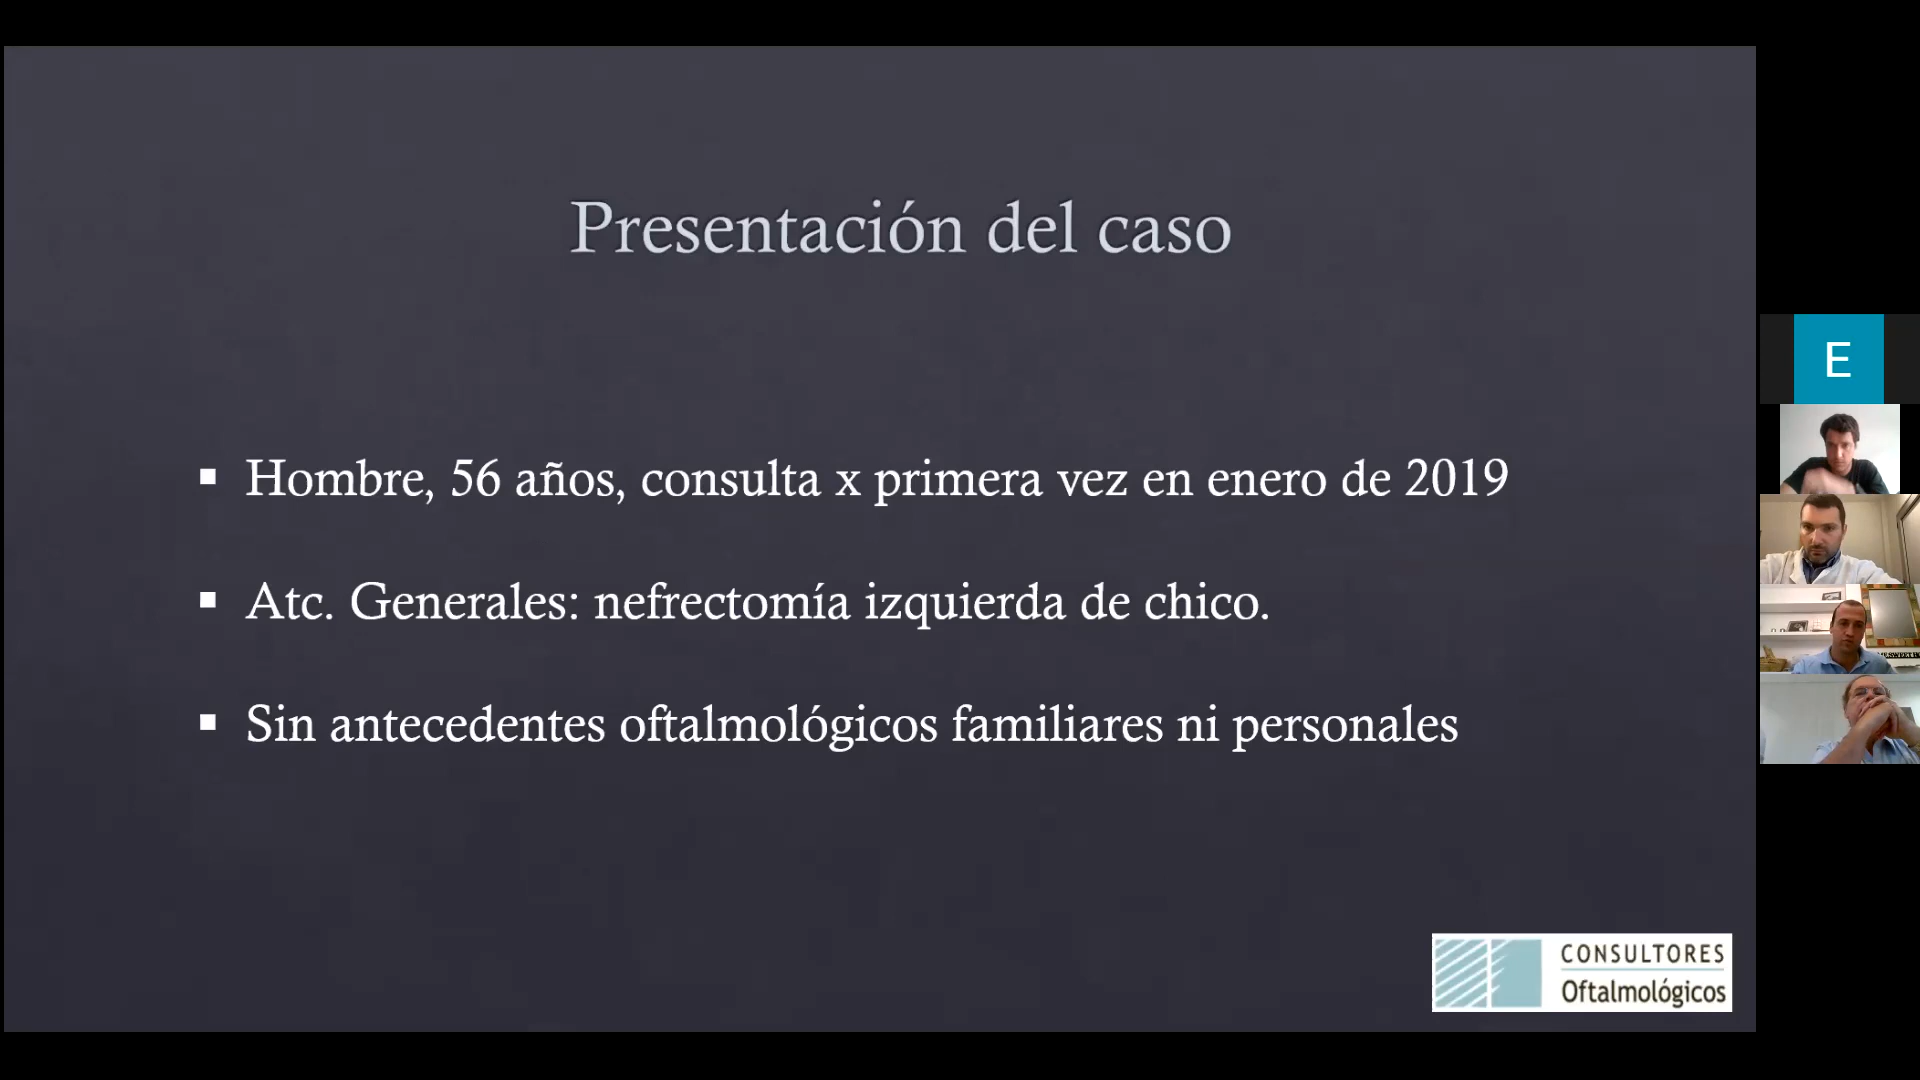 Presentación del caso
▪ Hombre, 56 años, consulta x primera vez en enero de 2019
▪ Atc. Generales: nefrectomía izquierda de chico.
▪ Sin antecedentes oftalmológicos familiares ni personales
E
CONSULTORES
Oftalmológicos